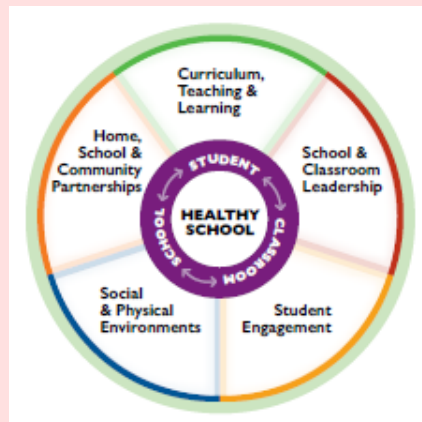 Curriculum,
Teaching &
Learning
Home,
School &
Community
Partnerships
School &
Classroom
Leadership
STUDENT
CLASSROOM
SCHOOL
HEALTHY
SCHOOL
Social
& Physical
Environments
Student
Engagement